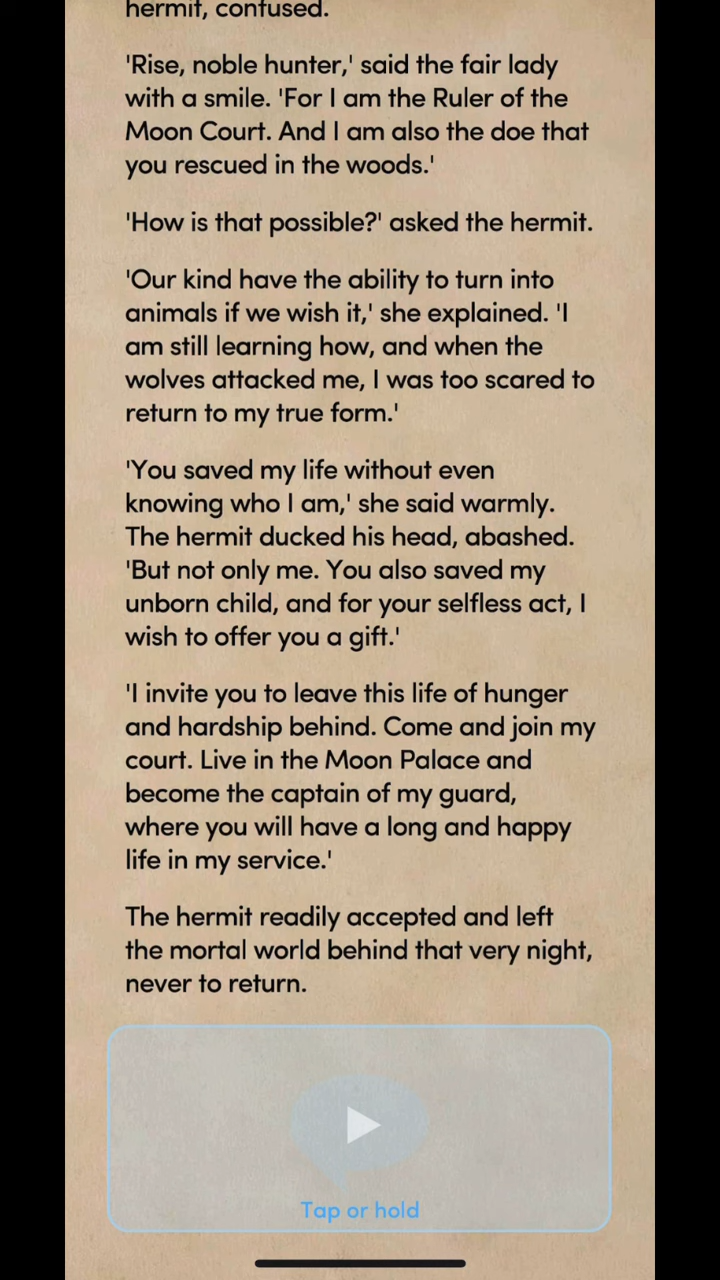 hermit, confused.
'Rise, noble hunter,' said the fair lady
with a smile. 'For I am the Ruler of the
Moon Court. And I am also the doe that
you rescued in the woods.'
'How is that possible?' asked the hermit.
'Our kind have the ability to turn into
animals if we wish it,' she explained. 'I
am still learning how, and when the
wolves attacked me, I was too scared to
return to my true form.'
'You saved my life without even
knowing who I am,' she said warmly.
The hermit ducked his head, abashed.
'But not only me. You also saved my
unborn child, and for your selfless act, I
wish to offer you a gift.'
'I invite you to leave this life of hunger
and hardship behind. Come and join my
court. Live in the Moon Palace and
become the captain of my guard,
where you will have a long and happy
life in my service.'
The hermit readily accepted and left
the mortal world behind that very night,
never to return.
Tap or hold